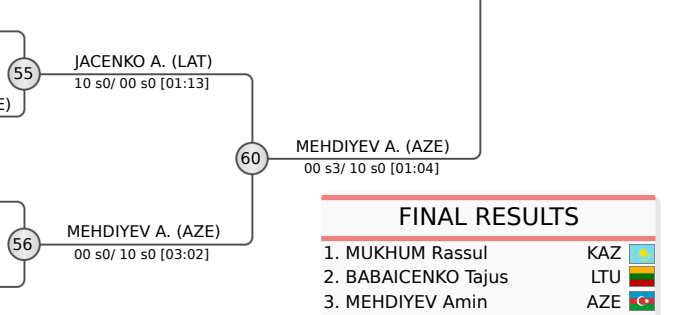 55
JACENKO A. (LAT)
10 s0/ 00 s0 [01:13]
E)
60
MEHDIYEV A. (AZE)
00 s3/ 10 s0 [01:04]
56
MEHDIYEV A. (AZE)
00 s0/ 10 s0 [03:02]
FINAL RESULTS
1. MUKHUM Rassul KAZ
2. BABAICENKO Tajus LTU
3. MEHDIYEV Amin AZE